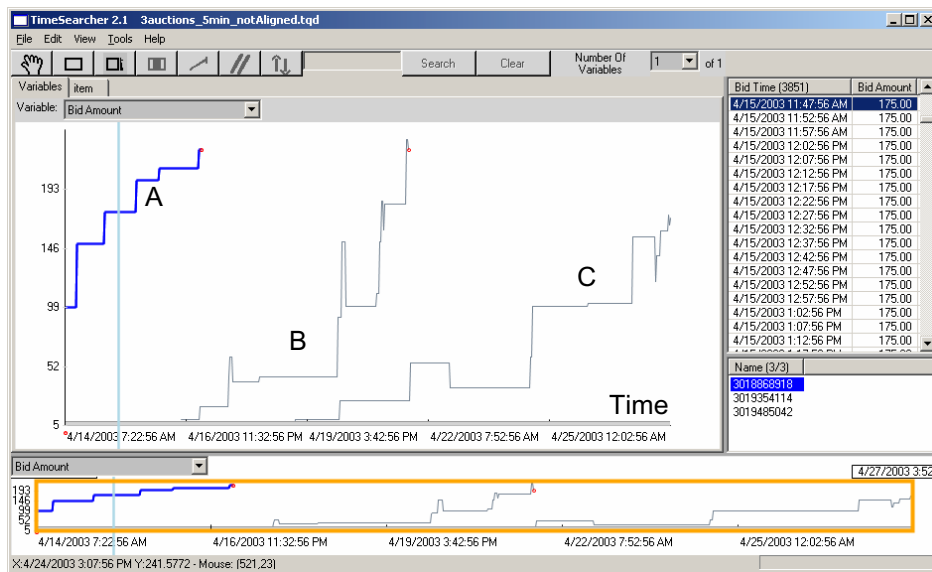 TimeSearcher 2.1 3auctions_5min_notAligned.tqd
File Edit View Tools Help
Search Clear Number Of Variables 1 of 1
Variables item
Variable: Bid Amount
Bid Time (3851) Bid Amount
4/15/2003 11:47:56 AM 175.00
4/15/2003 11:52:56 AM 175.00
4/15/2003 11:57:56 AM 175.00
4/15/2003 12:02:56 PM 175.00
4/15/2003 12:07:56 PM 175.00
4/15/2003 12:12:56 PM 175.00
4/15/2003 12:17:56 PM 175.00
4/15/2003 12:22:56 PM 175.00
4/15/2003 12:27:56 PM 175.00
4/15/2003 12:32:56 PM 175.00
4/15/2003 12:37:56 PM 175.00
4/15/2003 12:42:56 PM 175.00
4/15/2003 12:47:56 PM 175.00
4/15/2003 12:52:56 PM 175.00
4/15/2003 12:57:56 PM 175.00
4/15/2003 1:02:56 PM 175.00
4/15/2003 1:07:56 PM 175.00
4/15/2003 1:12:56 PM 175.00
193
146
99
52
5
A
B
C
Time
4/14/2003 7:22:56 AM 4/16/2003 11:32:56 PM 4/19/2003 3:42:56 PM 4/22/2003 7:52:56 AM 4/25/2003 12:02:56 AM
Name (3/3)
3018868918
3019354114
3019485042
Bid Amount
4/27/2003 3:52
193
146
99
52
5
4/14/2003 7:22:56 AM 4/16/2003 11:32:56 PM 4/19/2003 3:42:56 PM 4/22/2003 7:52:56 AM 4/25/2003 12:02:56 AM
X:4/24/2003 3:07:56 PM Y:241.5772 - Mouse: (521,23)